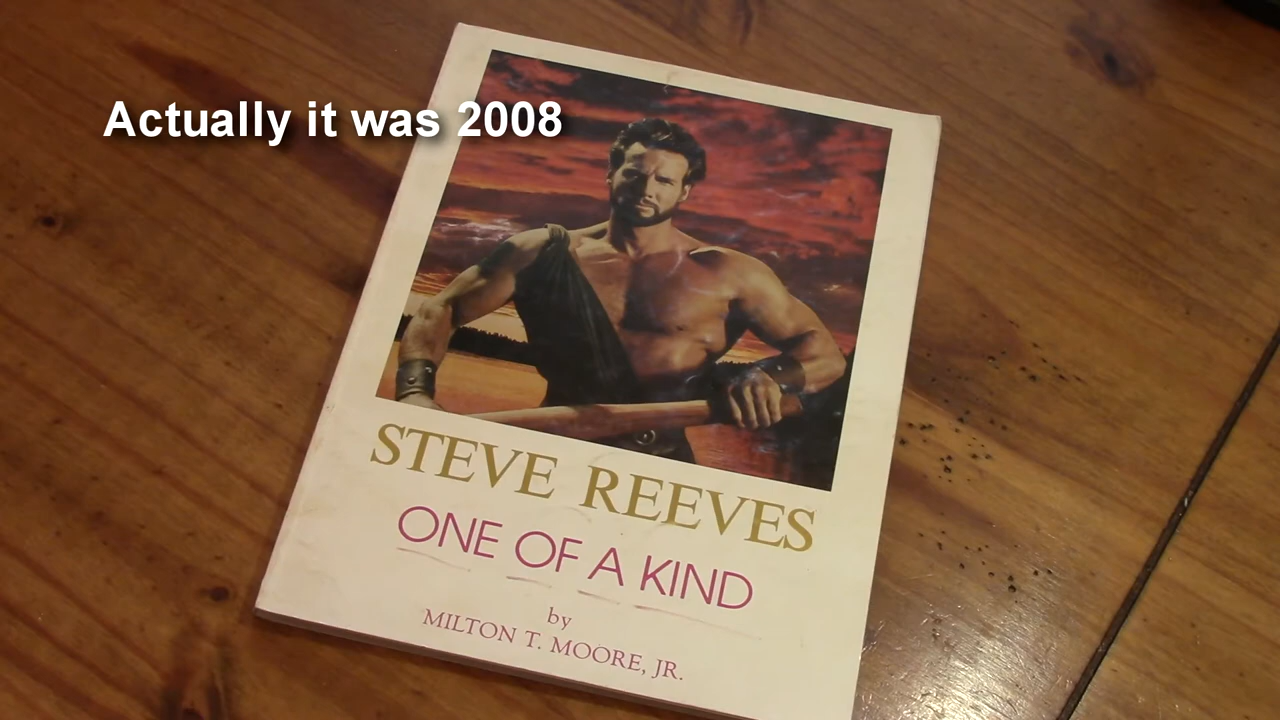 Actually it was 2008
STEVE REEVES
ONE OF A KIND
by
MILTON T. MOORE, JR.